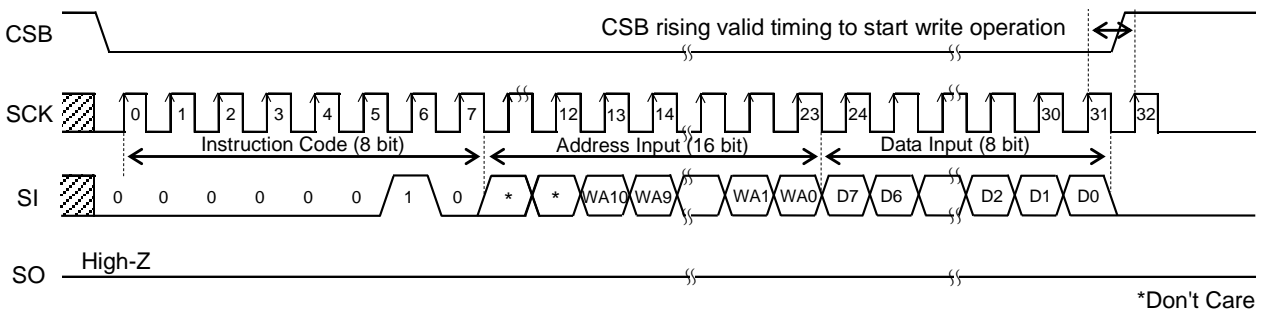 CSB
CSB rising valid timing to start write operation
SCK
0 1 2 3 4 5 6 7 12 13 14 23 24 30 31 32
Instruction Code (8 bit) Address Input (16 bit) Data Input (8 bit)
SI
0 0 0 0 0 0 1 0 * * WA10 WA9 WA1 WA0 D7 D6 D2 D1 D0
SO
High-Z
*Don't Care